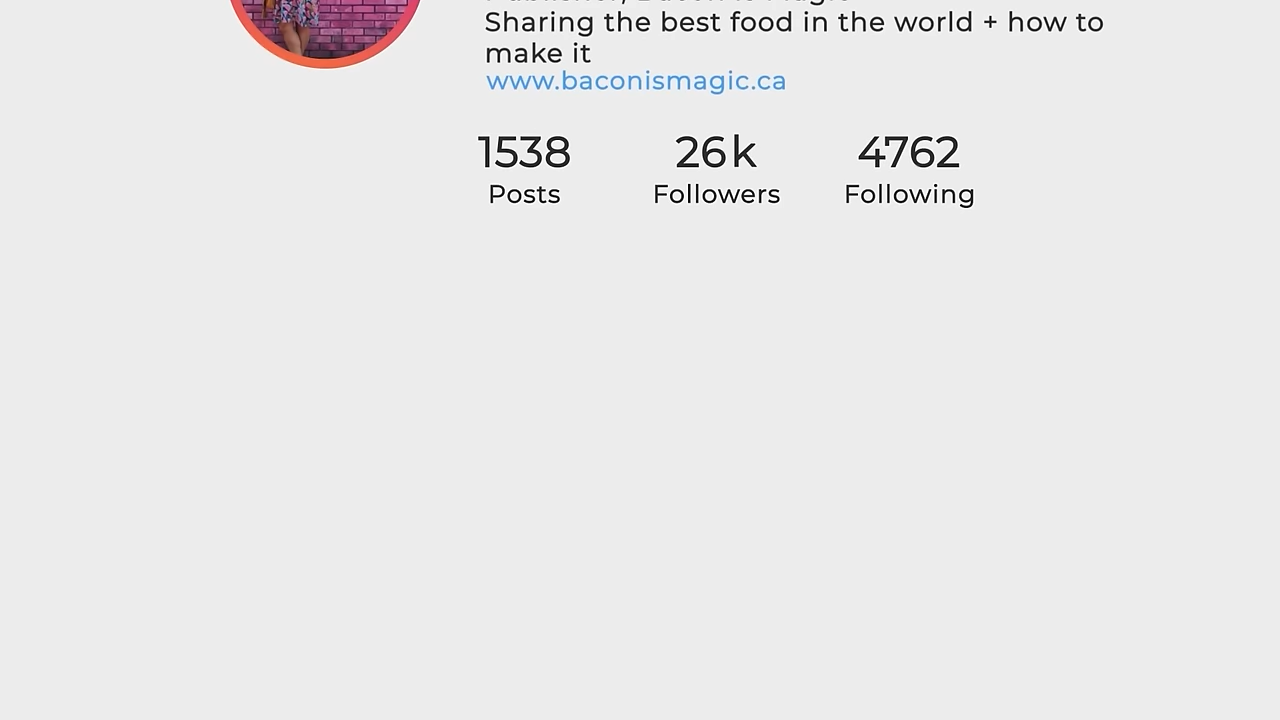 Sharing the best food in the world + how to
make it
www.baconismagic.ca
1538 26k 4762
Posts Followers Following